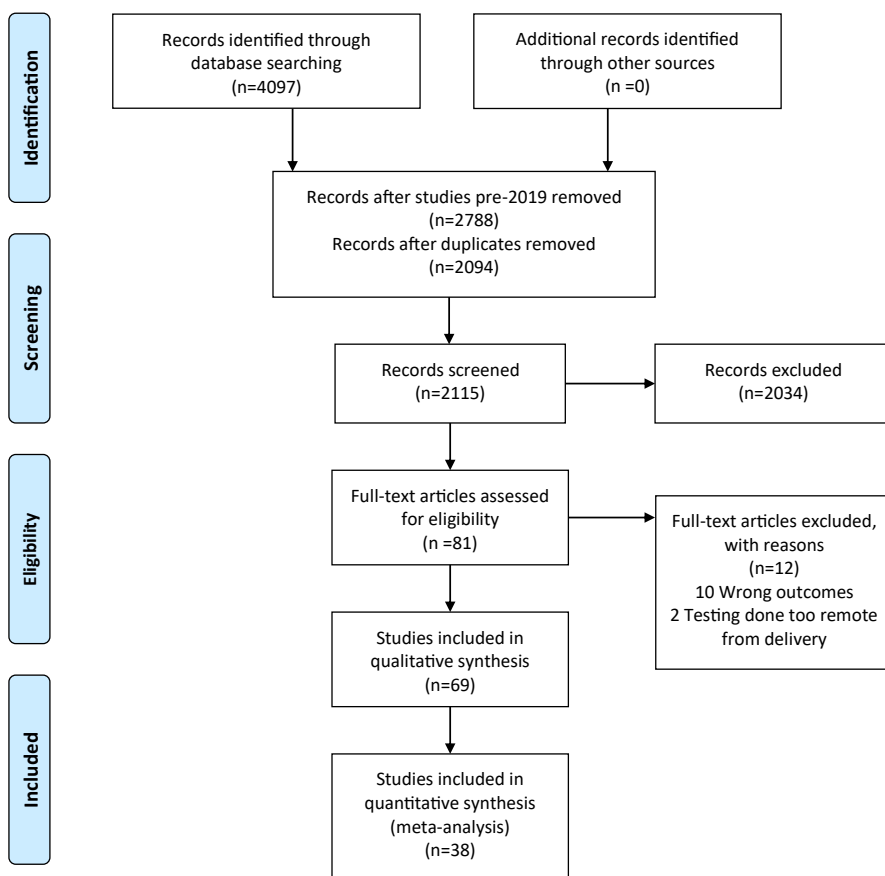 Identification
Records identified through
database searching
(n=4097)
Additional records identified
through other sources
(n =0)
Records after studies pre-2019 removed
(n=2788)
Records after duplicates removed
(n=2094)
Screening
Records screened
(n=2115)
Records excluded
(n=2034)
Eligibility
Full-text articles assessed
for eligibility
(n =81)
Full-text articles excluded,
with reasons
(n=12)
10 Wrong outcomes
2 Testing done too remote
from delivery
Studies included in
qualitative synthesis
(n=69)
Included
Studies included in
quantitative synthesis
(meta-analysis)
(n=38)